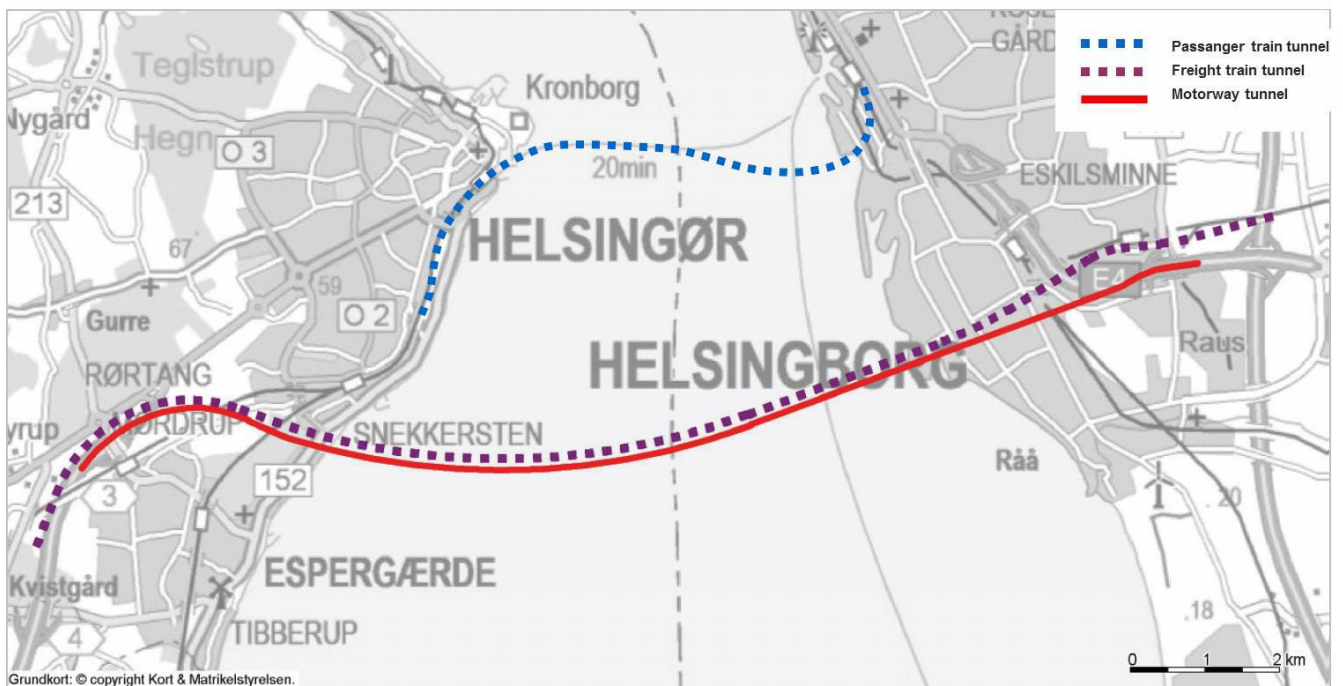 Teglstrup
Hegn
Nygård
O 3
213
67
59
O 2
Gurre
RØRTANG
3
152
Kvistgård
4
Kronborg
20min
HELSINGØR
HELSINGBORG
SNEKKERSTEN
ESPERGÆRDE
TIBBERUP
GÅRD
ESKILSMINNE
E4
Raus
Råå
.20
.18
Passanger train tunnel
Freight train tunnel
Motorway tunnel
0 1 2 km
Grundkort: © copyright Kort & Matrikelstyrelsen.